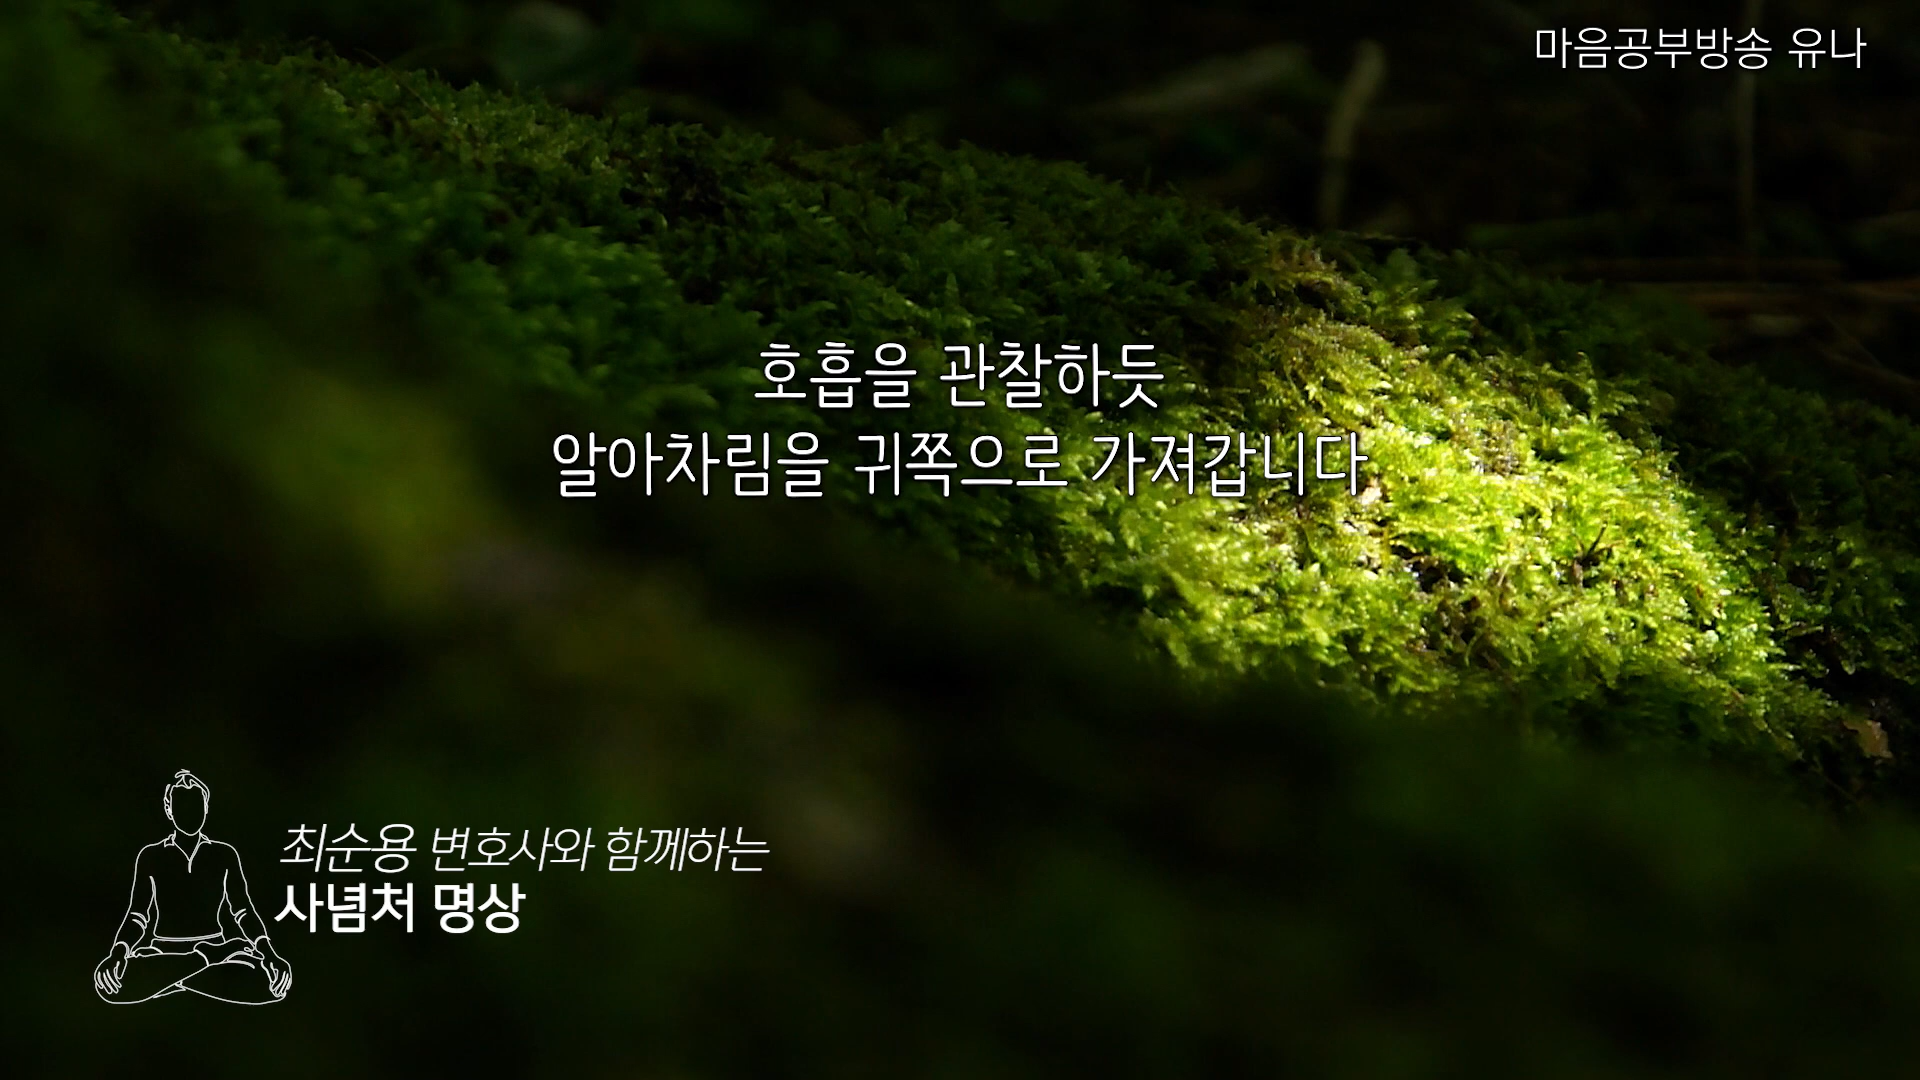 마음공부방송 유나
호흡을 관찰하듯
알아차림을 귀쪽으로 가져갑니다
최순용 변호사와 함께하는
사념처 명상